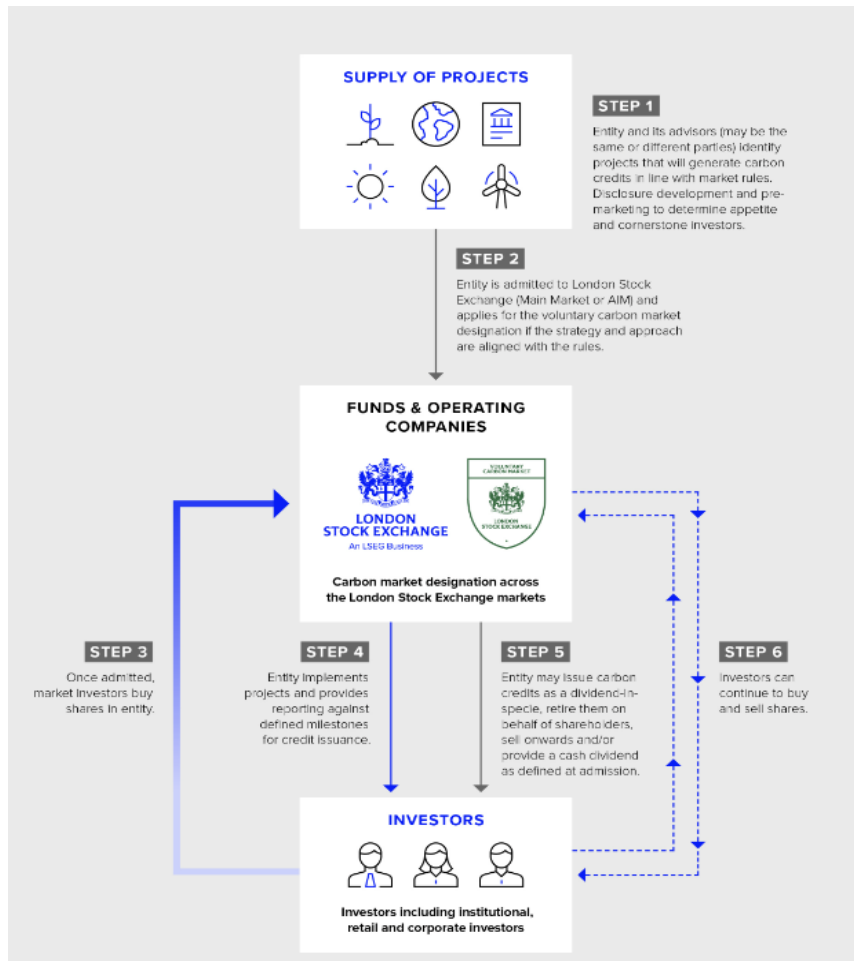 SUPPLY OF PROJECTS
STEP 1
Entity and its advisors (may be the
same or different parties) identify
projects that will generate carbon
credits in line with market rules.
Disclosure development and pre-
marketing to determine appetite
and cornerstone investors.
STEP 2
Entity is admitted to London Stock
Exchange (Main Market or AIM) and
applies for the voluntary carbon market
designation if the strategy and approach
are aligned with the rules.
FUNDS & OPERATING
COMPANIES
LONDON
STOCK EXCHANGE
An LSEG Business
VOLUNTARY
CARBON MARKET
LONDON
STOCK EXCHANGE
Carbon market designation across
the London Stock Exchange markets
STEP 3
Once admitted,
market investors buy
shares in entity.
STEP 4
Entity implements
projects and provides
reporting against
defined milestones
for credit issuance.
STEP 5
Entity may issue carbon
credits as a dividend-in-
specie, retire them on
behalf of shareholders,
sell onwards and/or
provide a cash dividend
as defined at admission.
STEP 6
Investors can
continue to buy
and sell shares.
INVESTORS
Investors including institutional,
retail and corporate investors